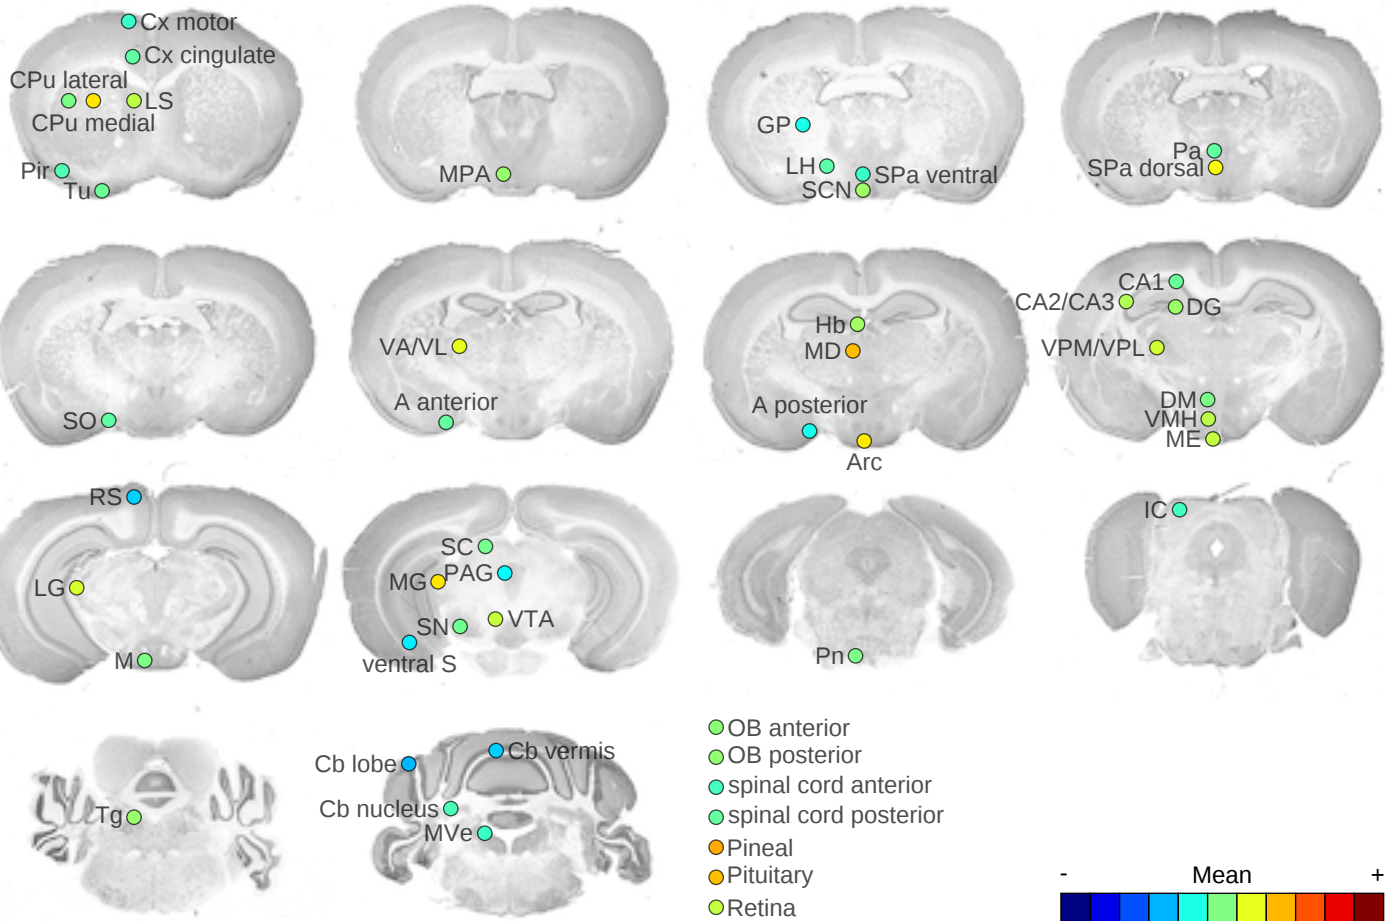 Cx motor
Cx cingulate
CPu lateral
LS
CPu medial
Pir
Tu
MPA
GP
LH
SPa ventral
SCN
Pa
SPa dorsal
SO
VA/VL
A anterior
Hb
MD
A posterior
Arc
CA1
CA2/CA3
DG
VPM/VPL
DM
VMH
ME
RS
LG
M
SC
PAG
MG
VTA
SN
ventral S
Pn
IC
Tg
Cb vermis
Cb lobe
Cb nucleus
MVe
OB anterior
OB posterior
spinal cord anterior
spinal cord posterior
Pineal
Pituitary
Retina
- Mean +